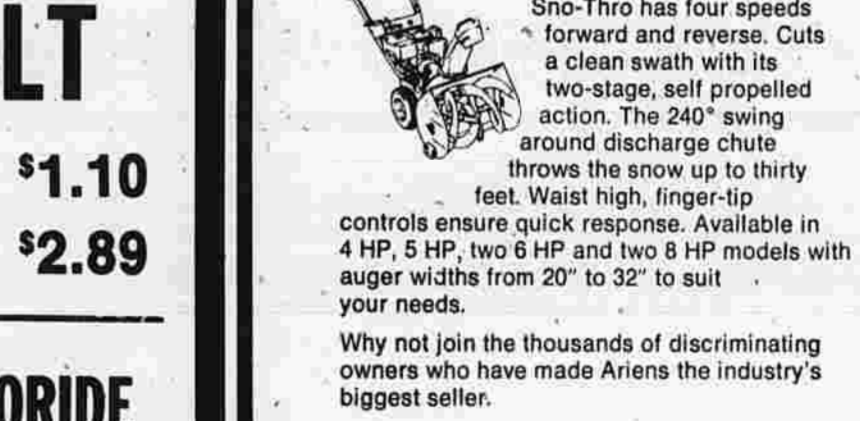 LT
$1.10
$2.89
ORIDE
Sno-Thro has four speeds
forward and reverse. Cuts
a clean swath with its
two-stage, self propelled
action. The 240° swing
around discharge chute
throws the snow up to thirty
feet. Waist high, finger-tip
controls ensure quick response. Available in
4 HP, 5 HP, two 6 HP and two 8 HP models with
auger widths from 20" to 32" to suit
your needs.
Why not join the thousands of discriminating
owners who have made Ariens the industry's
biggest seller.